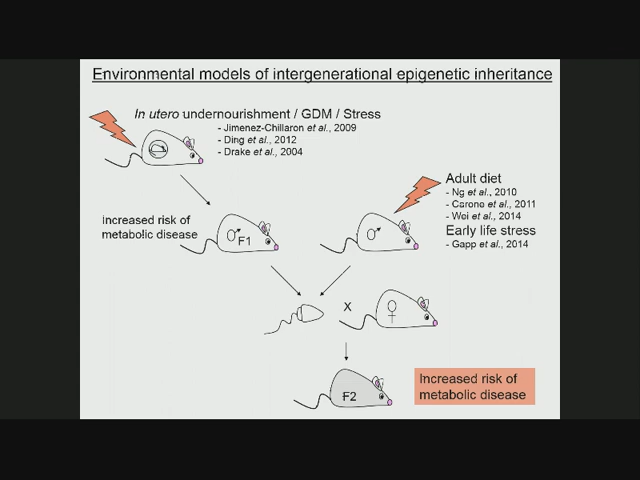 Environmental models of intergenerational epigenetic inheritance
In utero undernourishment / GDM / Stress
- Jimenez-Chillaron et al., 2009
- Ding et al., 2012
- Drake et al., 2004
Adult diet
- Ng et al., 2010
- Carone et al., 2011
- Wei et al., 2014
Early life stress
- Gapp et al., 2014
Increased risk of
metabolic disease
F1
X
F2
Increased risk of
metabolic disease